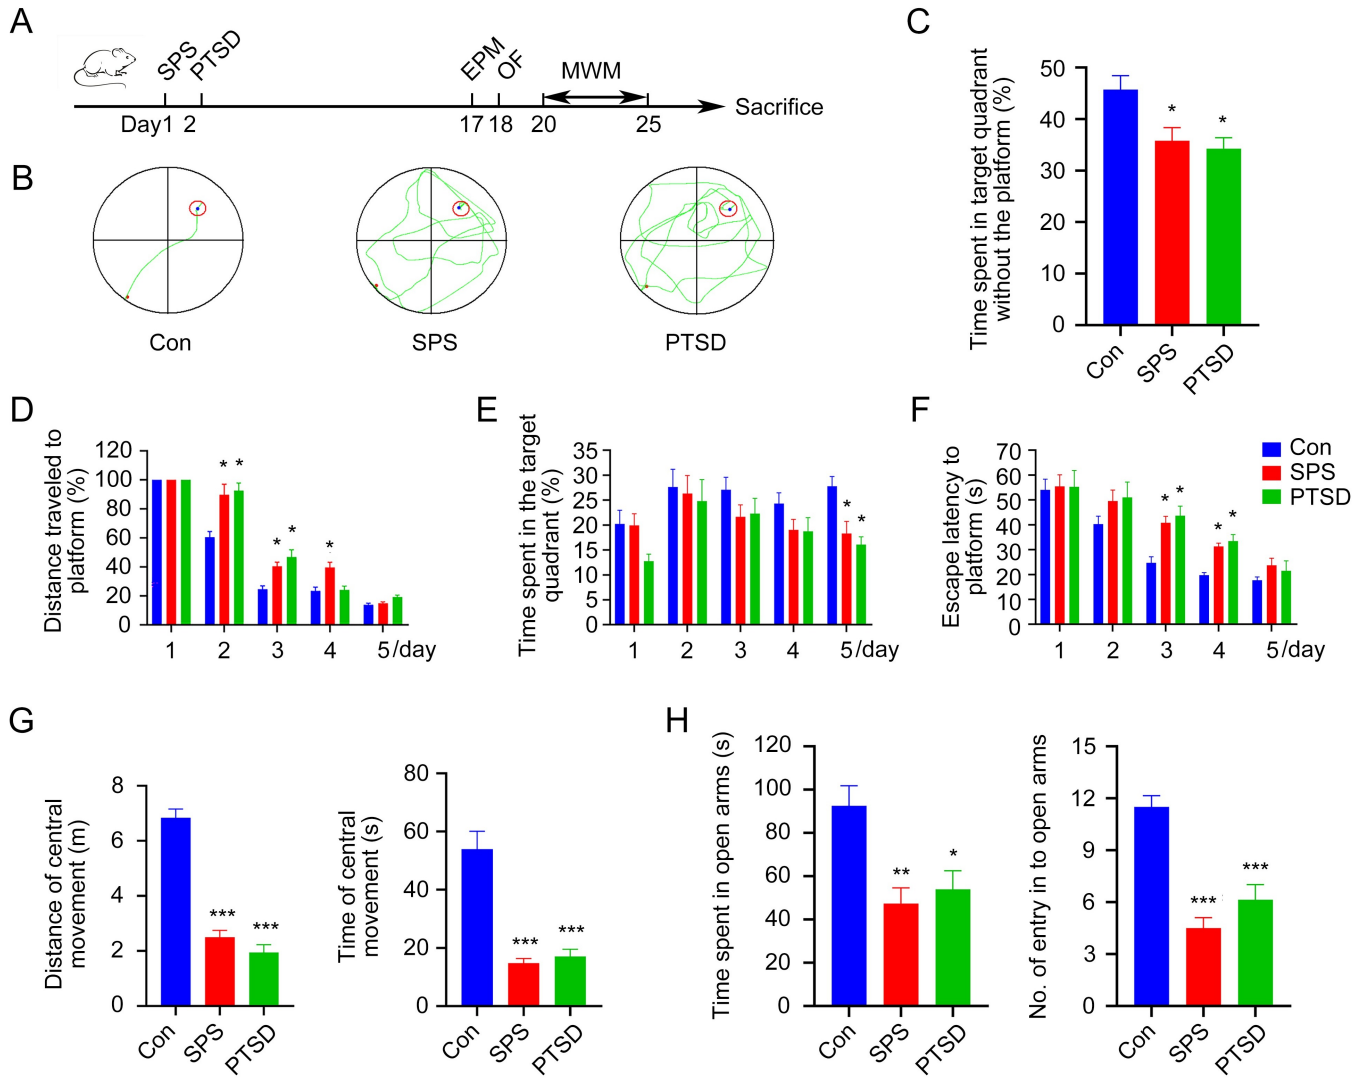 A
SPS
PTSD
EPM
OF
MWM
Sacrifice
Day1 2 17 18 20 25
B
Con SPS PTSD
C
Time spent in target quadrant
without the platform (%)
50
40
30
20
10
0
Con SPS PTSD
D
Distance traveled to
platform (%)
120
100
80
60
40
20
0
* *
* *
*
1 2 3 4 5/day
E
Time spent in the target
quadrant (%)
35
30
25
20
15
10
5
0
* *
1 2 3 4 5/day
F
Escape latency to
platform (s)
70
60
50
40
30
20
10
0
* *
* *
1 2 3 4 5/day
Con
SPS
PTSD
G
Distance of central
movement (m)
8
6
4
2
0
*** ***
Con SPS PTSD
Time of central
movement (s)
80
60
40
20
0
*** ***
Con SPS PTSD
H
Time spent in open arms (s)
120
100
80
60
40
20
0
** *
Con SPS PTSD
No. of entry in to open arms
15
12
9
6
3
0
*** ***
Con SPS PTSD
* *